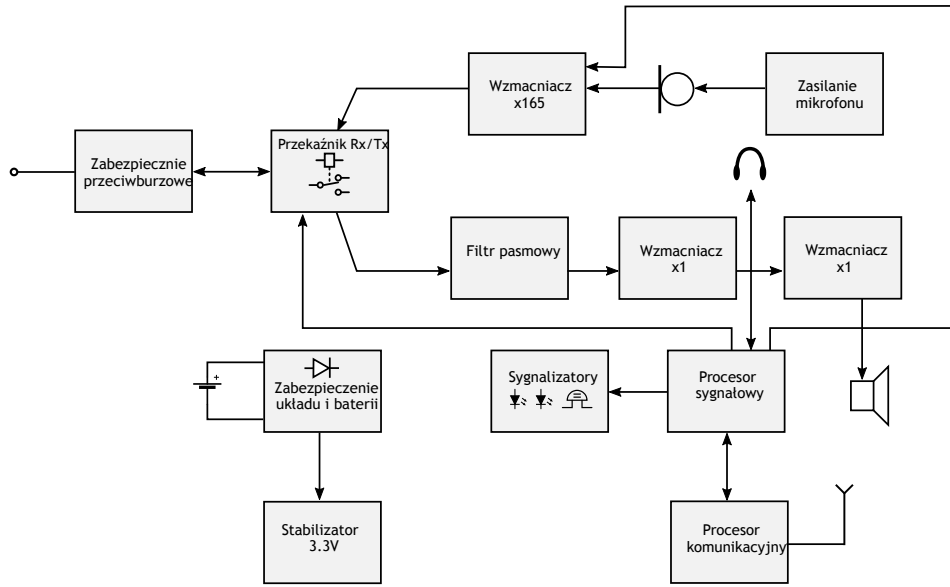 Wzmacniacz
x165
Zasilanie
mikrofonu
Zabezpiecznie
przeciwburzowe
Przekaźnik Rx/Tx
Filtr pasmowy
Wzmacniacz
x1
Wzmacniacz
x1
+
Zabezpieczenie
układu i baterii
Sygnalizatory
Procesor
sygnałowy
Stabilizator
3.3V
Procesor
komunikacyjny